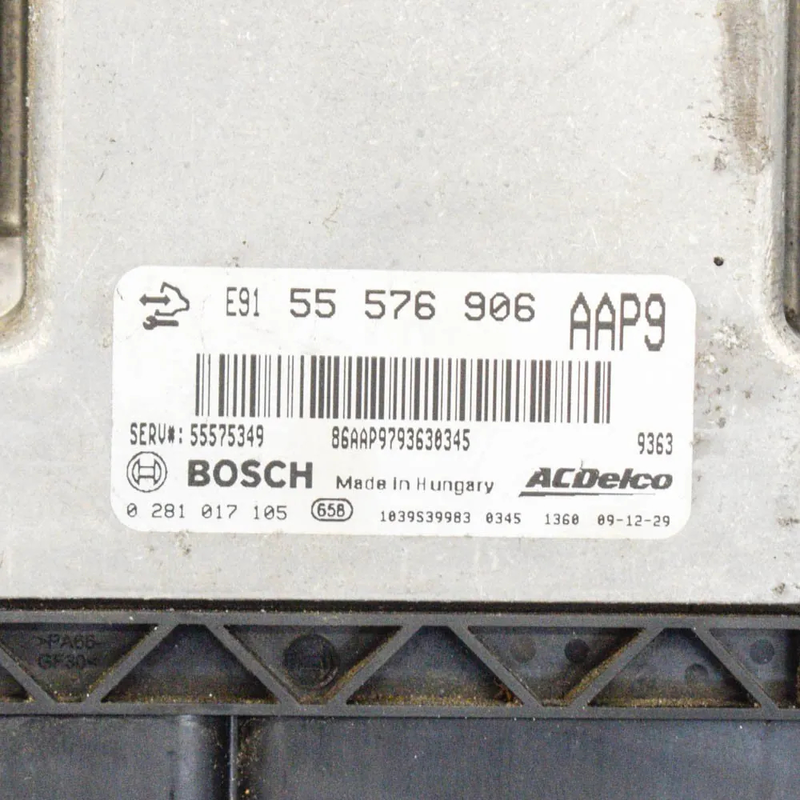 E91 55 576 906 AAP9
SERV#: 55575349 86AAP9793630345 9363
BOSCH Made in Hungary ACDelco
0 281 017 105 658 1039S39983 0345 1360 09-12-29
>PA66-
GF30<